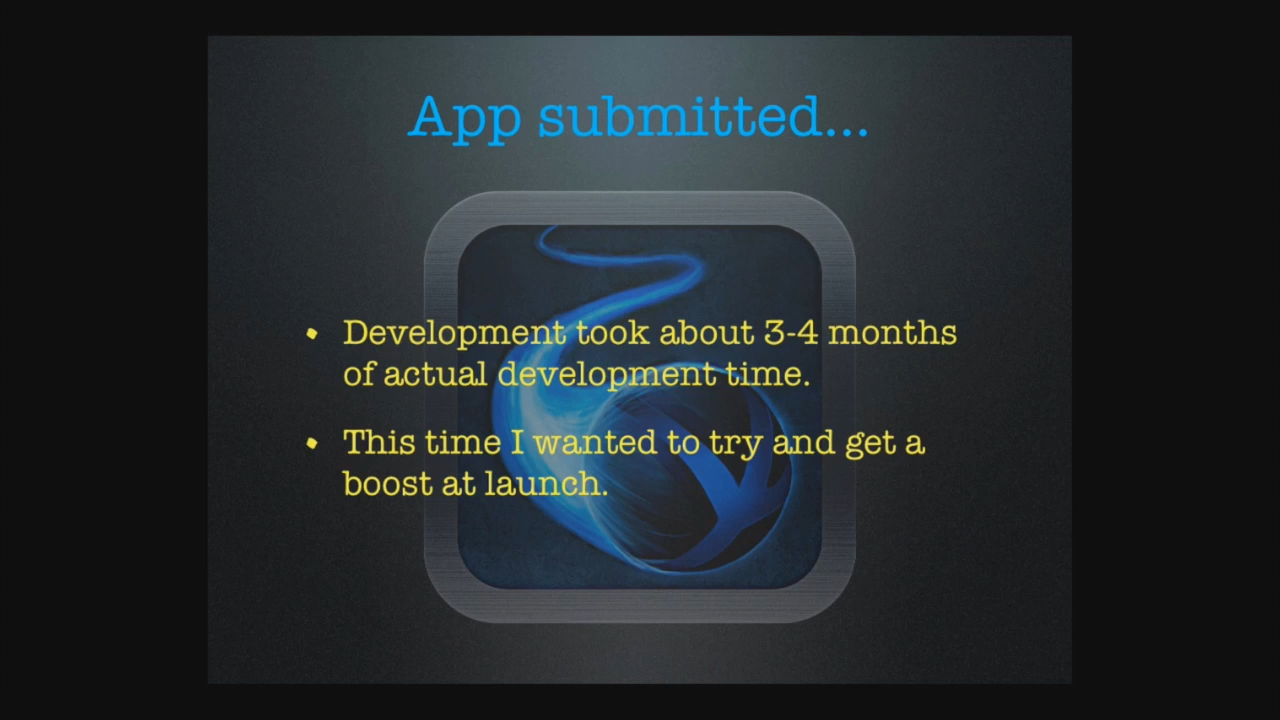 App submitted...
• Development took about 3-4 months
of actual development time.
• This time I wanted to try and get a
boost at launch.